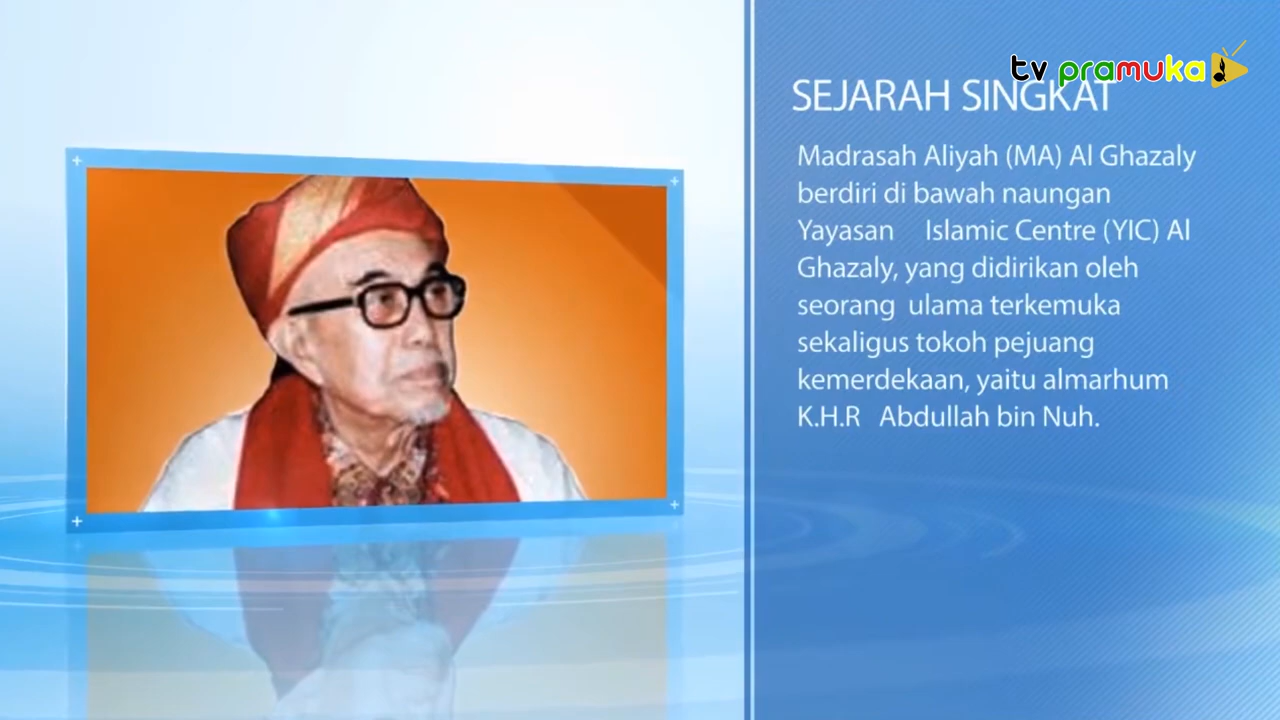 tv pramuka
SEJARAH SINGKAT
Madrasah Aliyah (MA) Al Ghazaly
berdiri di bawah naungan
Yayasan Islamic Centre (YIC) Al
Ghazaly, yang didirikan oleh
seorang ulama terkemuka
sekaligus tokoh pejuang
kemerdekaan, yaitu almarhum
K.H.R Abdullah bin Nuh.